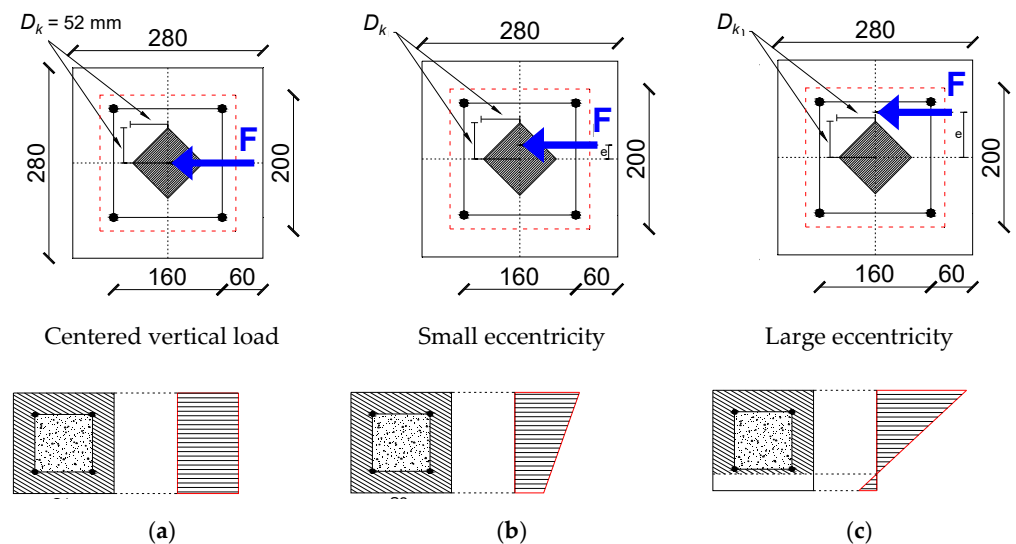 D_k = 52 mm
280
280
F
200
160
60
Centered vertical load
(a)
D_k
280
F
e
200
160
60
Small eccentricity
(b)
D_k1
280
F
e
200
160
60
Large eccentricity
(c)